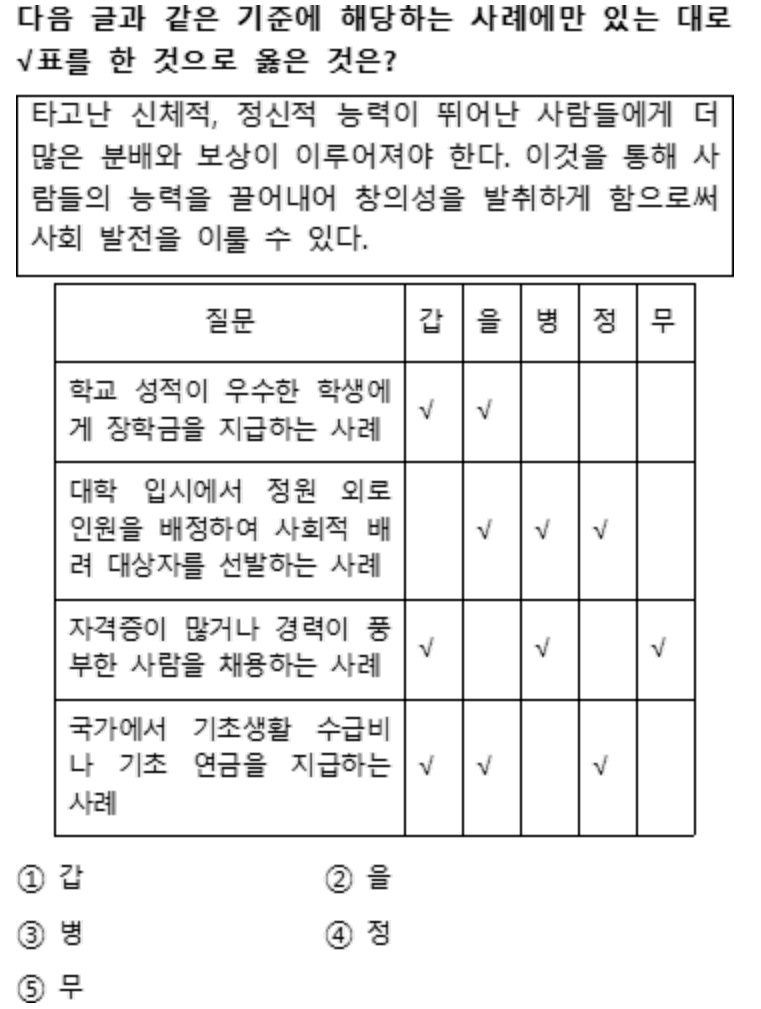 다음 글과 같은 기준에 해당하는 사례에만 있는 대로
√표를 한 것으로 옳은 것은?
타고난 신체적, 정신적 능력이 뛰어난 사람들에게 더
많은 분배와 보상이 이루어져야 한다. 이것을 통해 사
람들의 능력을 끌어내어 창의성을 발취하게 함으로써
사회 발전을 이룰 수 있다.
질문 갑 을 병 정 무
학교 성적이 우수한 학생에
게 장학금을 지급하는 사례 √ √
대학 입시에서 정원 외로
인원을 배정하여 사회적 배 √ √ √
려 대상자를 선발하는 사례
자격증이 많거나 경력이 풍
부한 사람을 채용하는 사례 √ √ √
국가에서 기초생활 수급비
나 기초 연금을 지급하는 √ √ √
사례
① 갑 ② 을
③ 병 ④ 정
⑤ 무